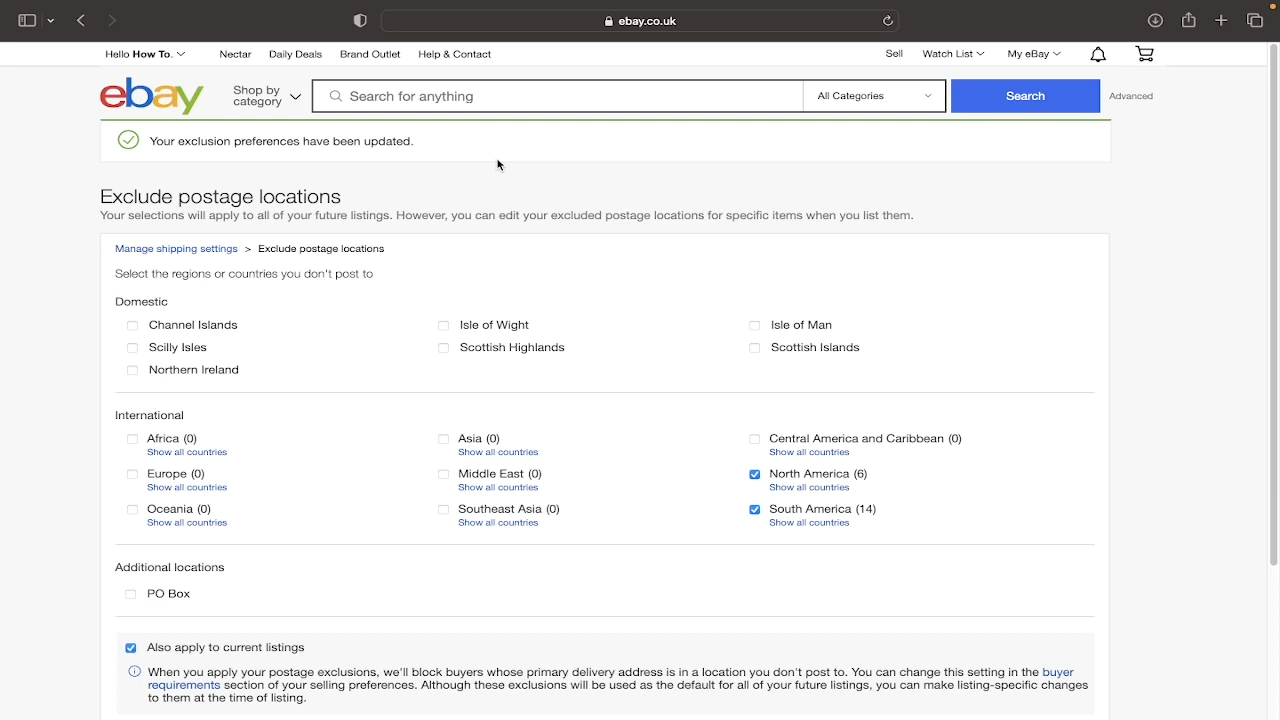 ebay.co.uk
Hello How To. Nectar Daily Deals Brand Outlet Help & Contact Sell Watch List My eBay
ebay Shop by category Search for anything All Categories Search Advanced
Your exclusion preferences have been updated.
Exclude postage locations
Your selections will apply to all of your future listings. However, you can edit your excluded postage locations for specific items when you list them.
Manage shipping settings > Exclude postage locations
Select the regions or countries you don't post to
Domestic
Channel Islands Isle of Wight Isle of Man
Scilly Isles Scottish Highlands Scottish Islands
Northern Ireland
International
Africa (0) Asia (0) Central America and Caribbean (0)
Show all countries Show all countries Show all countries
Europe (0) Middle East (0) North America (6)
Show all countries Show all countries Show all countries
Oceania (0) Southeast Asia (0) South America (14)
Show all countries Show all countries Show all countries
Additional locations
PO Box
Also apply to current listings
When you apply your postage exclusions, we'll block buyers whose primary delivery address is in a location you don't post to. You can change this setting in the buyer
requirements section of your selling preferences. Although these exclusions will be used as the default for all of your future listings, you can make listing-specific changes
to them at the time of listing.